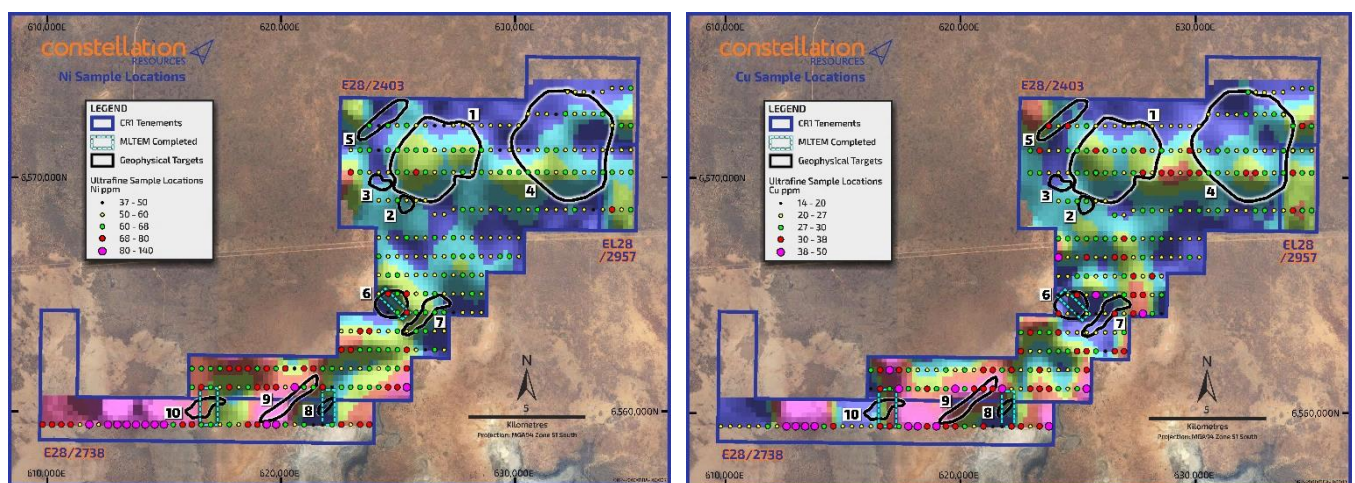 610,000E
620,000E
630,000E
constellation
RESOURCES
Ni Sample Locations
E28/2403
LEGEND
CR1 Tenements
MLTEM Completed
Geophysical Targets
Ultrafine Sample Locations
Ni ppm
37 - 50
50 - 60
60 - 68
68 - 80
80 - 140
1
5
3
2
4
6,570,000N
EL28
/2957
6
7
N
5
Kilometres
Projection: MGA94 Zone 51 South
10
9
8
6,560,000N
E28/2738
610,000E
620,000E
630,000E
610,000E
620,000E
630,000E
constellation
RESOURCES
Cu Sample Locations
E28/2403
LEGEND
CR1 Tenements
MLTEM Completed
Geophysical Targets
Ultrafine Sample Locations
Cu ppm
14 - 20
20 - 27
27 - 30
30 - 38
38 - 50
1
5
3
2
4
6,570,000N
EL28
/2957
6
7
N
5
Kilometres
Projection: MGA94 Zone 51 South
10
9
8
6,560,000N
E28/2738
610,000E
620,000E
630,000E